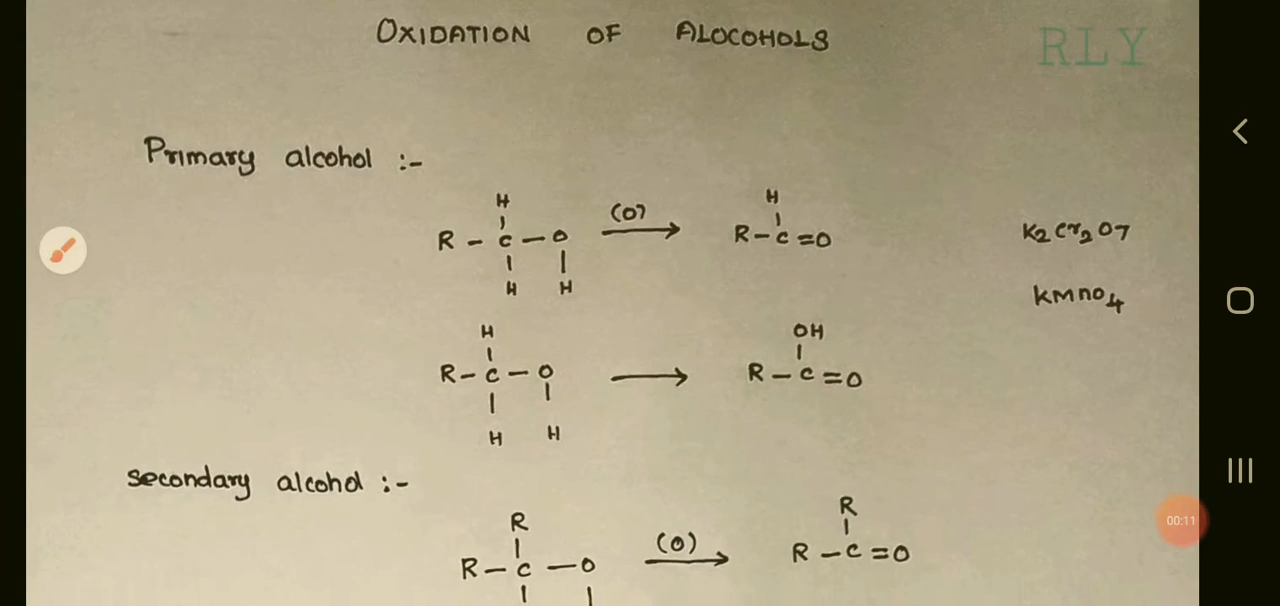 OXIDATION OF ALOCOHOLS
RLY
Primary alcohol :-
H
R - C - O (O) → R - C = O
H H
H
K2Cr2O7
KMnO4
H
R - C - O → R - C = O
H H
OH
Secondary alcohol :-
R
R - C - O (O) → R - C = O
R
00:11